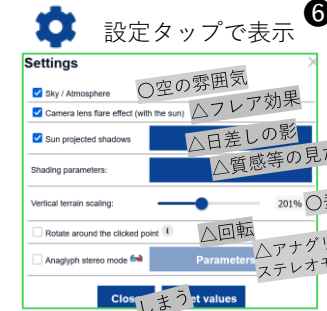 設定タップで表示 ❻
Settings
Sky / Atmosphere ○空の雰囲気
Camera lens flare effect (with the sun) △フレア効果
Sun projected shadows △日差しの影
Shading parameters: △質感等の見
Vertical terrain scaling: 201% ○
Rotate around the clicked point i △回転
Anaglyph stereo mode Parameters △アナグリ
ステレオモ
しまう values